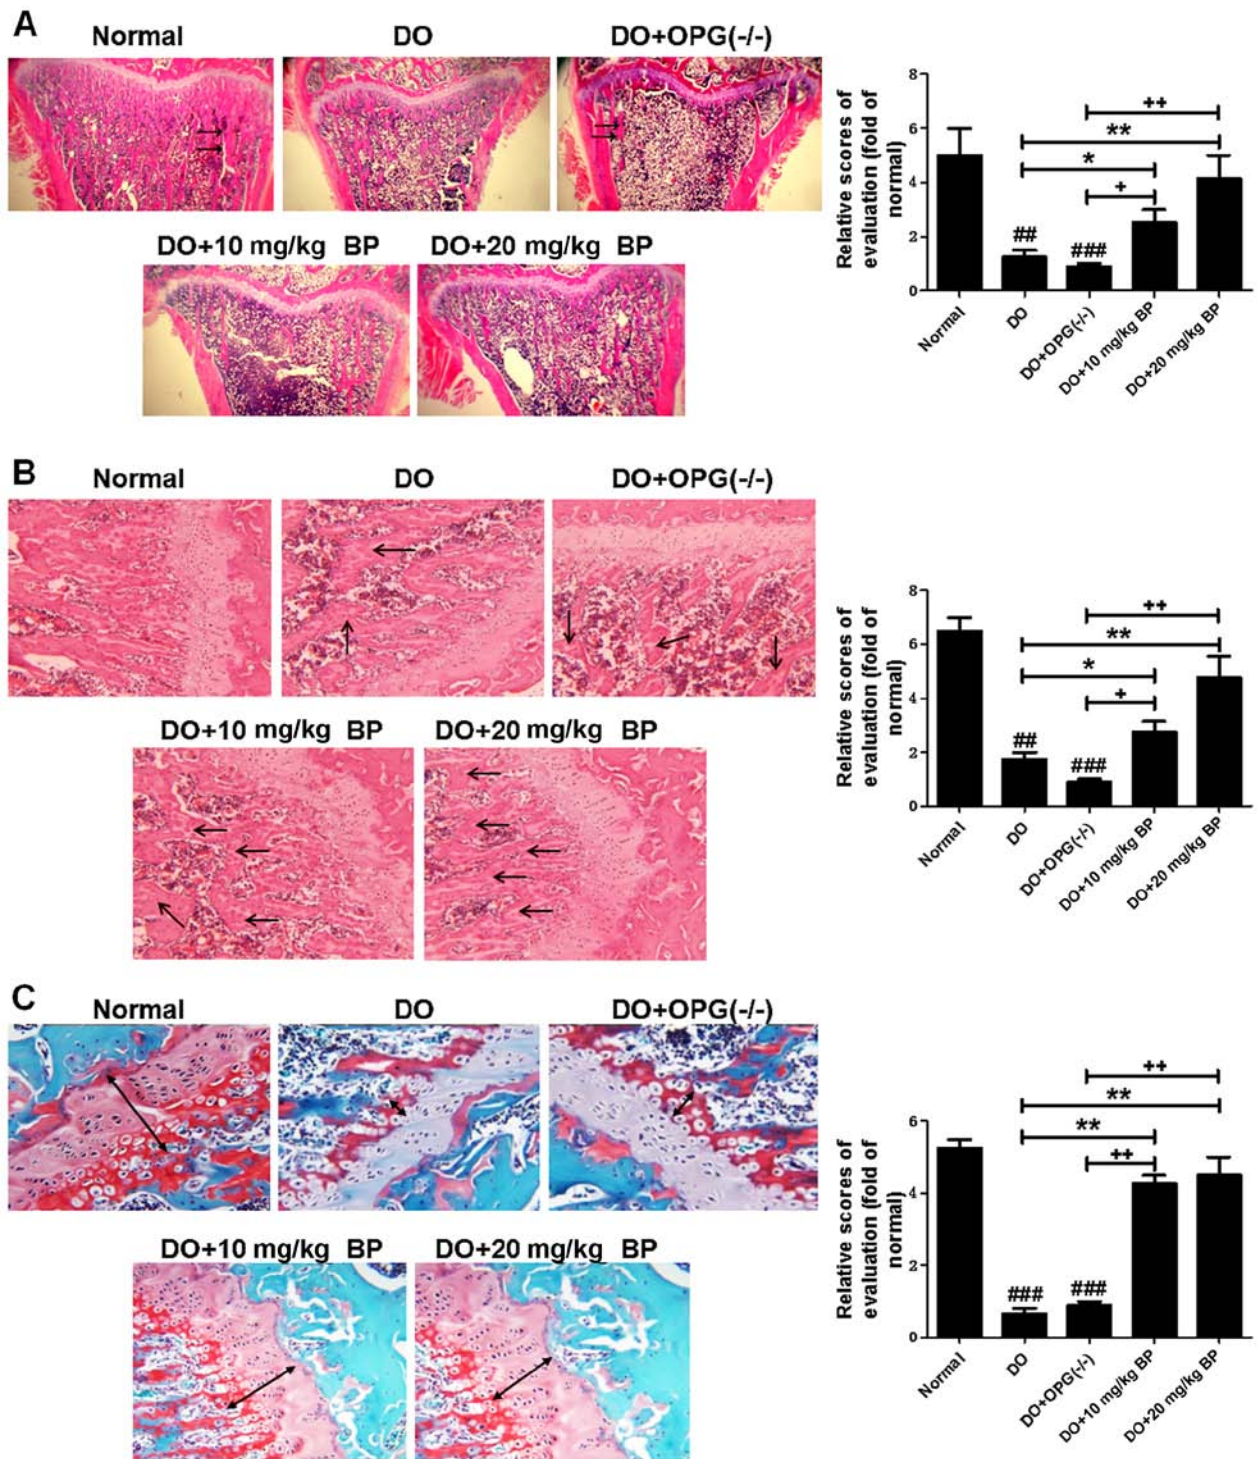 A
Normal
DO
DO+OPG(-/-)
DO+10 mg/kg BP
DO+20 mg/kg BP
Relative scores of
evaluation (fold of
normal)
8
6
4
2
0
##
###
+
*
**
++
Normal
DO
DO+OPG(-/-)
DO+10 mg/kg BP
DO+20 mg/kg BP
B
Normal
DO
DO+OPG(-/-)
DO+10 mg/kg BP
DO+20 mg/kg BP
Relative scores of
evaluation (fold of
normal)
8
6
4
2
0
##
###
+
*
**
++
Normal
DO
DO+OPG(-/-)
DO+10 mg/kg BP
DO+20 mg/kg BP
C
Normal
DO
DO+OPG(-/-)
DO+10 mg/kg BP
DO+20 mg/kg BP
Relative scores of
evaluation (fold of
normal)
6
4
2
0
###
###
++
**
**
++
Normal
DO
DO+OPG(-/-)
DO+10 mg/kg BP
DO+20 mg/kg BP